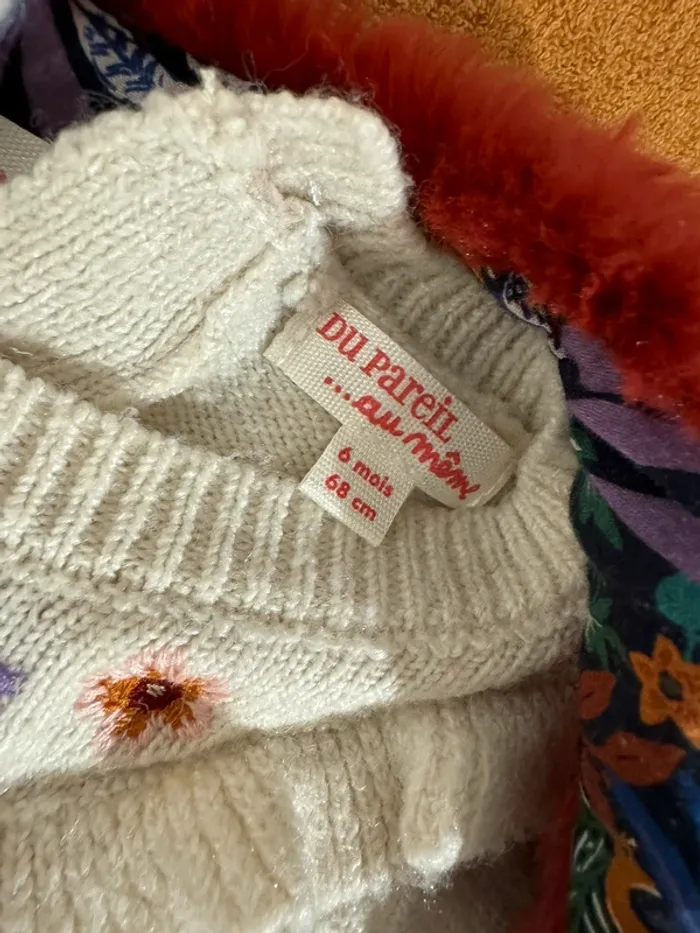 DU PaReiL
...au même
6 mois
68 cm